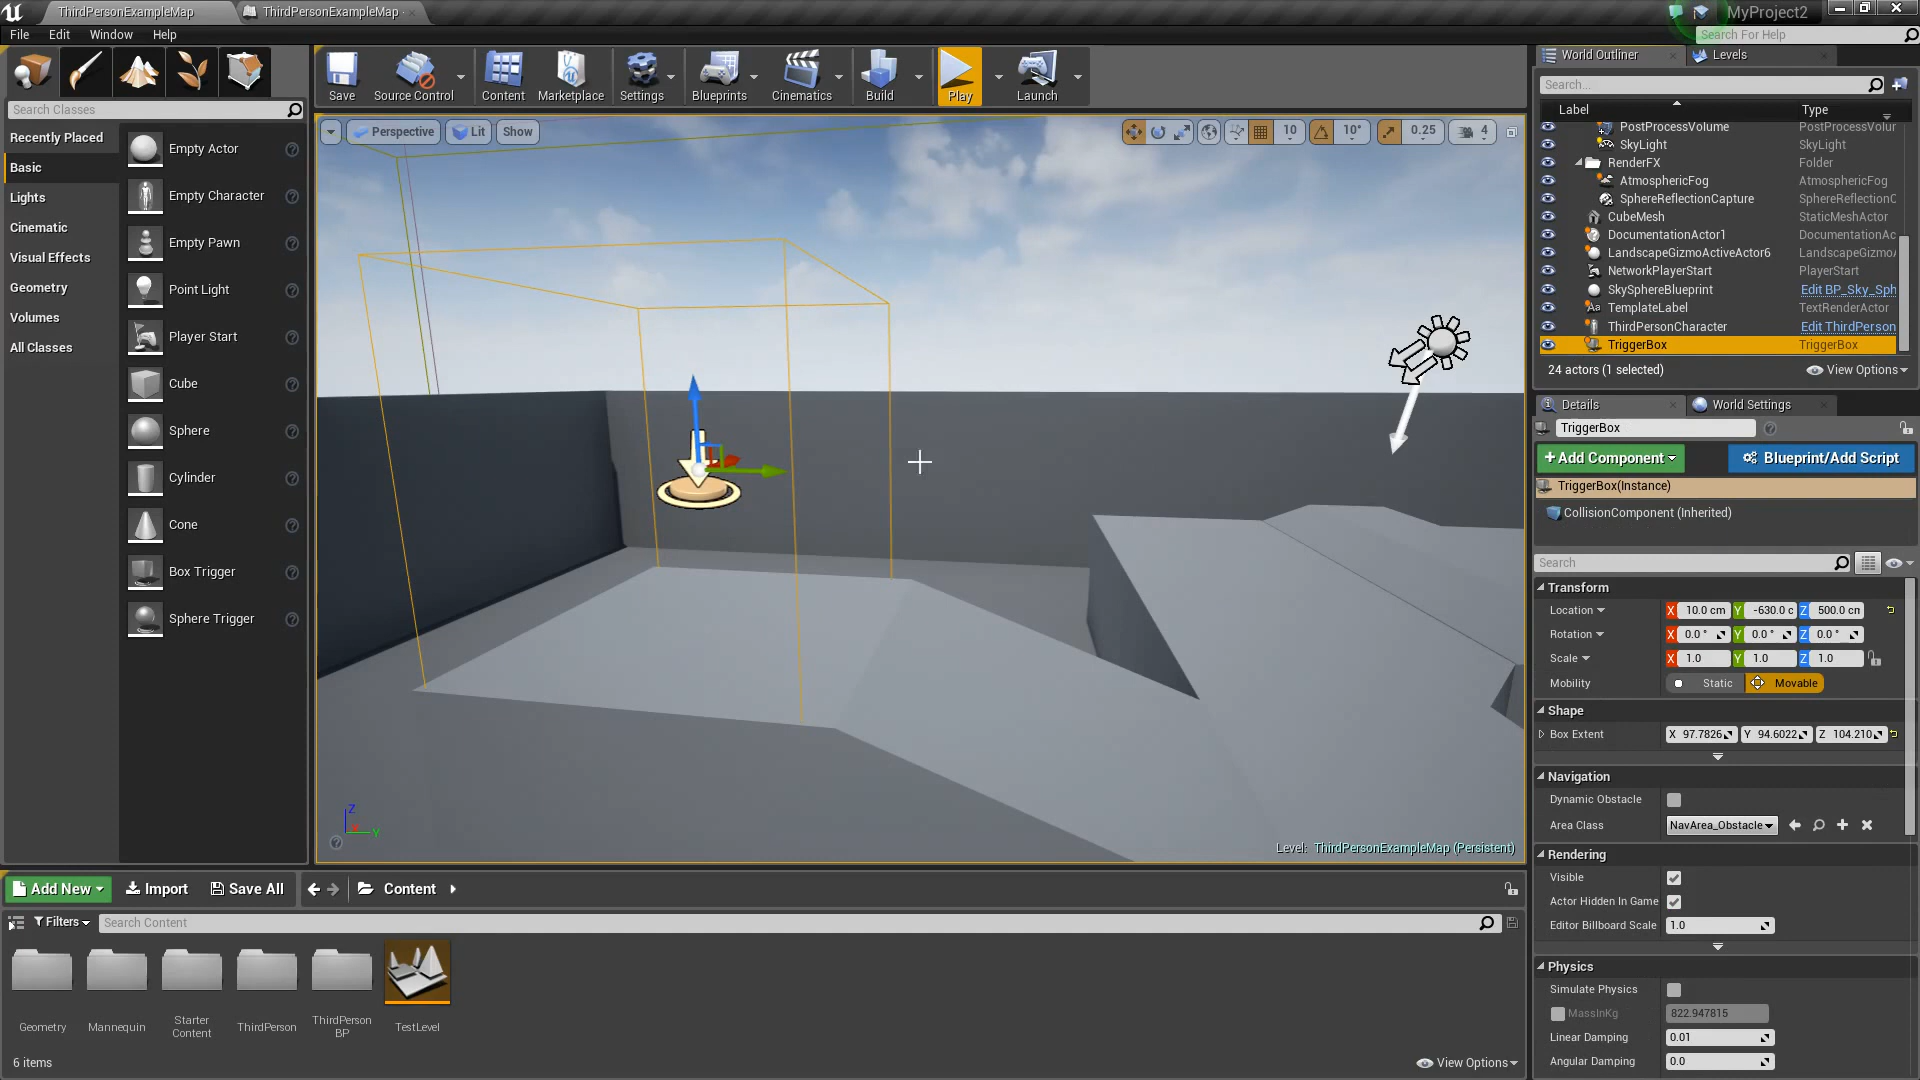 ThirdPersonExampleMap
ThirdPersonExampleMap
MyProject2
File Edit Window Help
Search For Help
Search Classes
Recently Placed
Basic
Lights
Cinematic
Visual Effects
Geometry
Volumes
All Classes
Empty Actor
Empty Character
Empty Pawn
Point Light
Player Start
Cube
Sphere
Cylinder
Cone
Box Trigger
Sphere Trigger
Save
Source Control
Content
Marketplace
Settings
Blueprints
Cinematics
Build
Play
Launch
Perspective
Lit
Show
10
10°
0.25
4
Z
Y
Level: ThirdPersonExampleMap (Persistent)
World Outliner
Levels
Search...
Label Type
PostProcessVolume PostProcessVolur
SkyLight SkyLight
RenderFX Folder
AtmosphericFog AtmosphericFog
SphereReflectionCapture SphereReflectionC
CubeMesh StaticMeshActor
DocumentationActor1 DocumentationAc
LandscapeGizmoActiveActor6 LandscapeGizmo
NetworkPlayerStart PlayerStart
SkySphereBlueprint Edit BP_Sky_Sph
TemplateLabel TextRenderActor
ThirdPersonCharacter Edit ThirdPerson
TriggerBox TriggerBox
24 actors (1 selected)
View Options
Details
World Settings
TriggerBox
+Add Component
Blueprint/Add Script
TriggerBox(Instance)
CollisionComponent (Inherited)
Search
Transform
Location X 10.0 cm Y -630.0 c Z 500.0 cm
Rotation X 0.0 ° Y 0.0 ° Z 0.0 °
Scale X 1.0 Y 1.0 Z 1.0
Mobility Static Movable
Shape
Box Extent X 97.7826 Y 94.6022 Z 104.210
Navigation
Dynamic Obstacle
Area Class NavArea_Obstacle
Rendering
Visible
Actor Hidden In Game
Editor Billboard Scale 1.0
Physics
Simulate Physics
MassInKg 822.947815
Linear Damping 0.01
Angular Damping 0.0
Add New
Import
Save All
Content
Filters
Search Content
Geometry
Mannequin
Starter
Content
ThirdPerson
ThirdPerson
BP
TestLevel
6 items
View Options